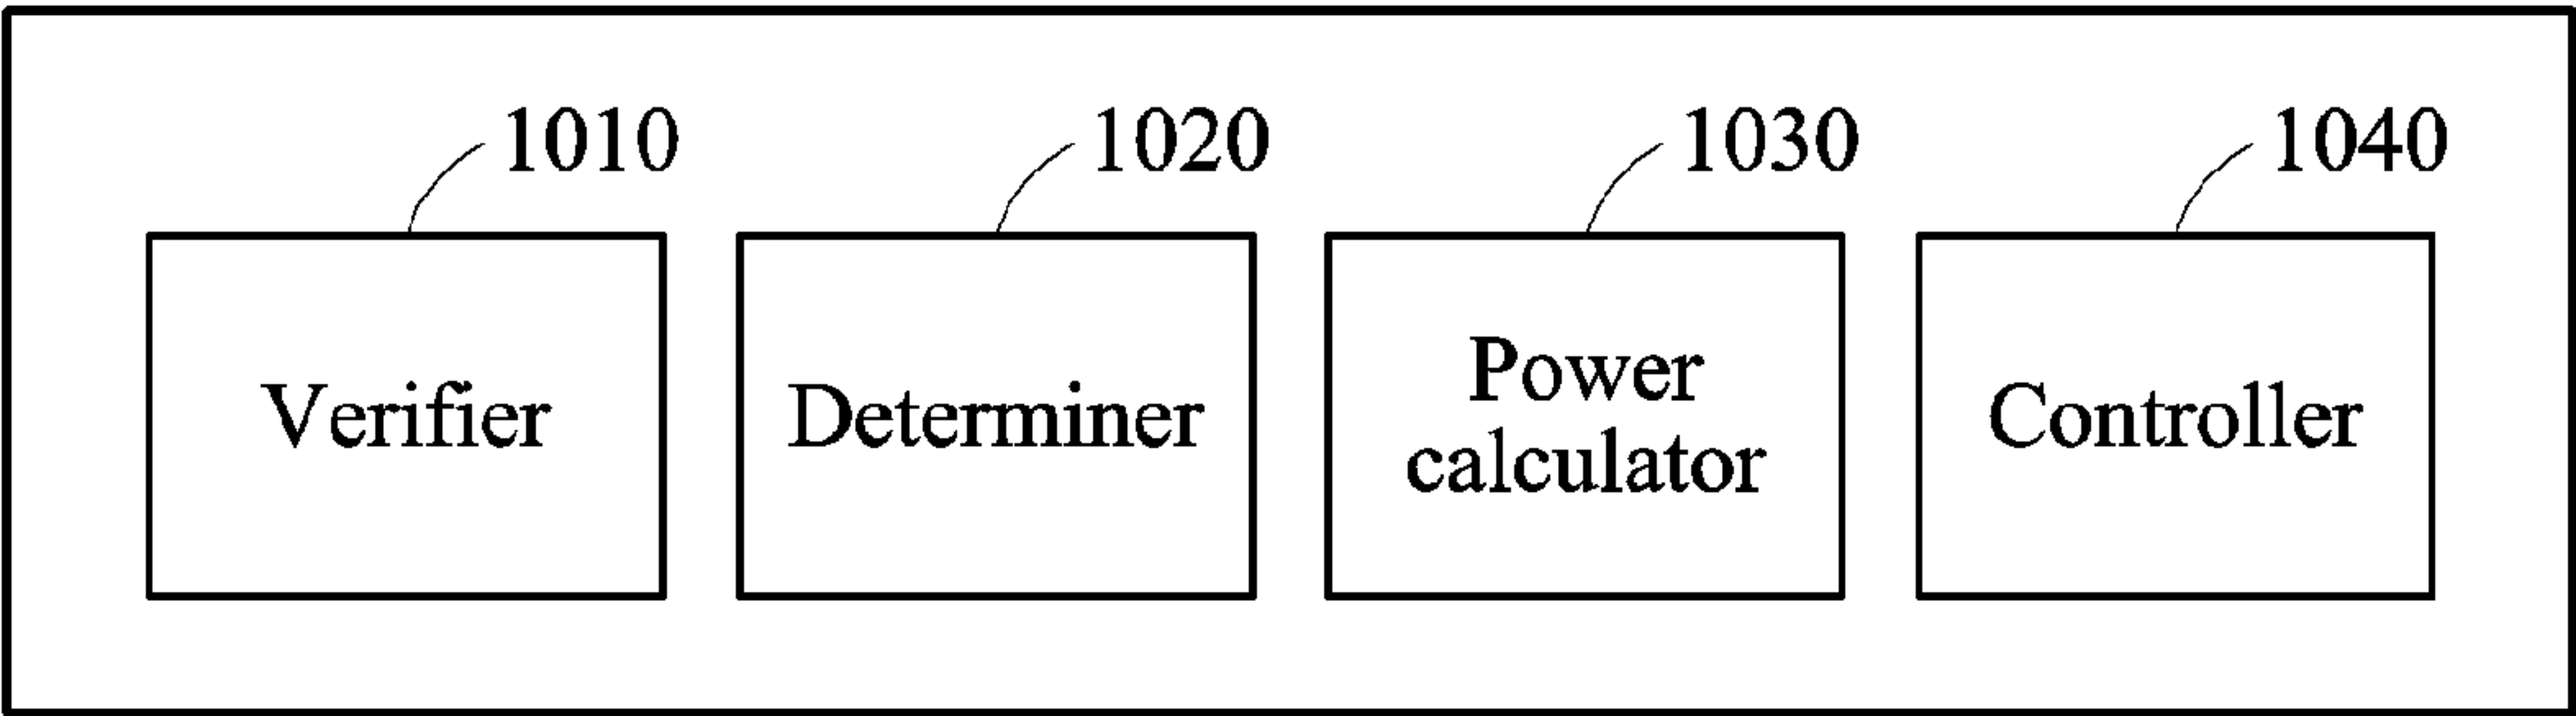 1010
1020
1030
1040
Verifier
Determiner
Power
calculator
Controller